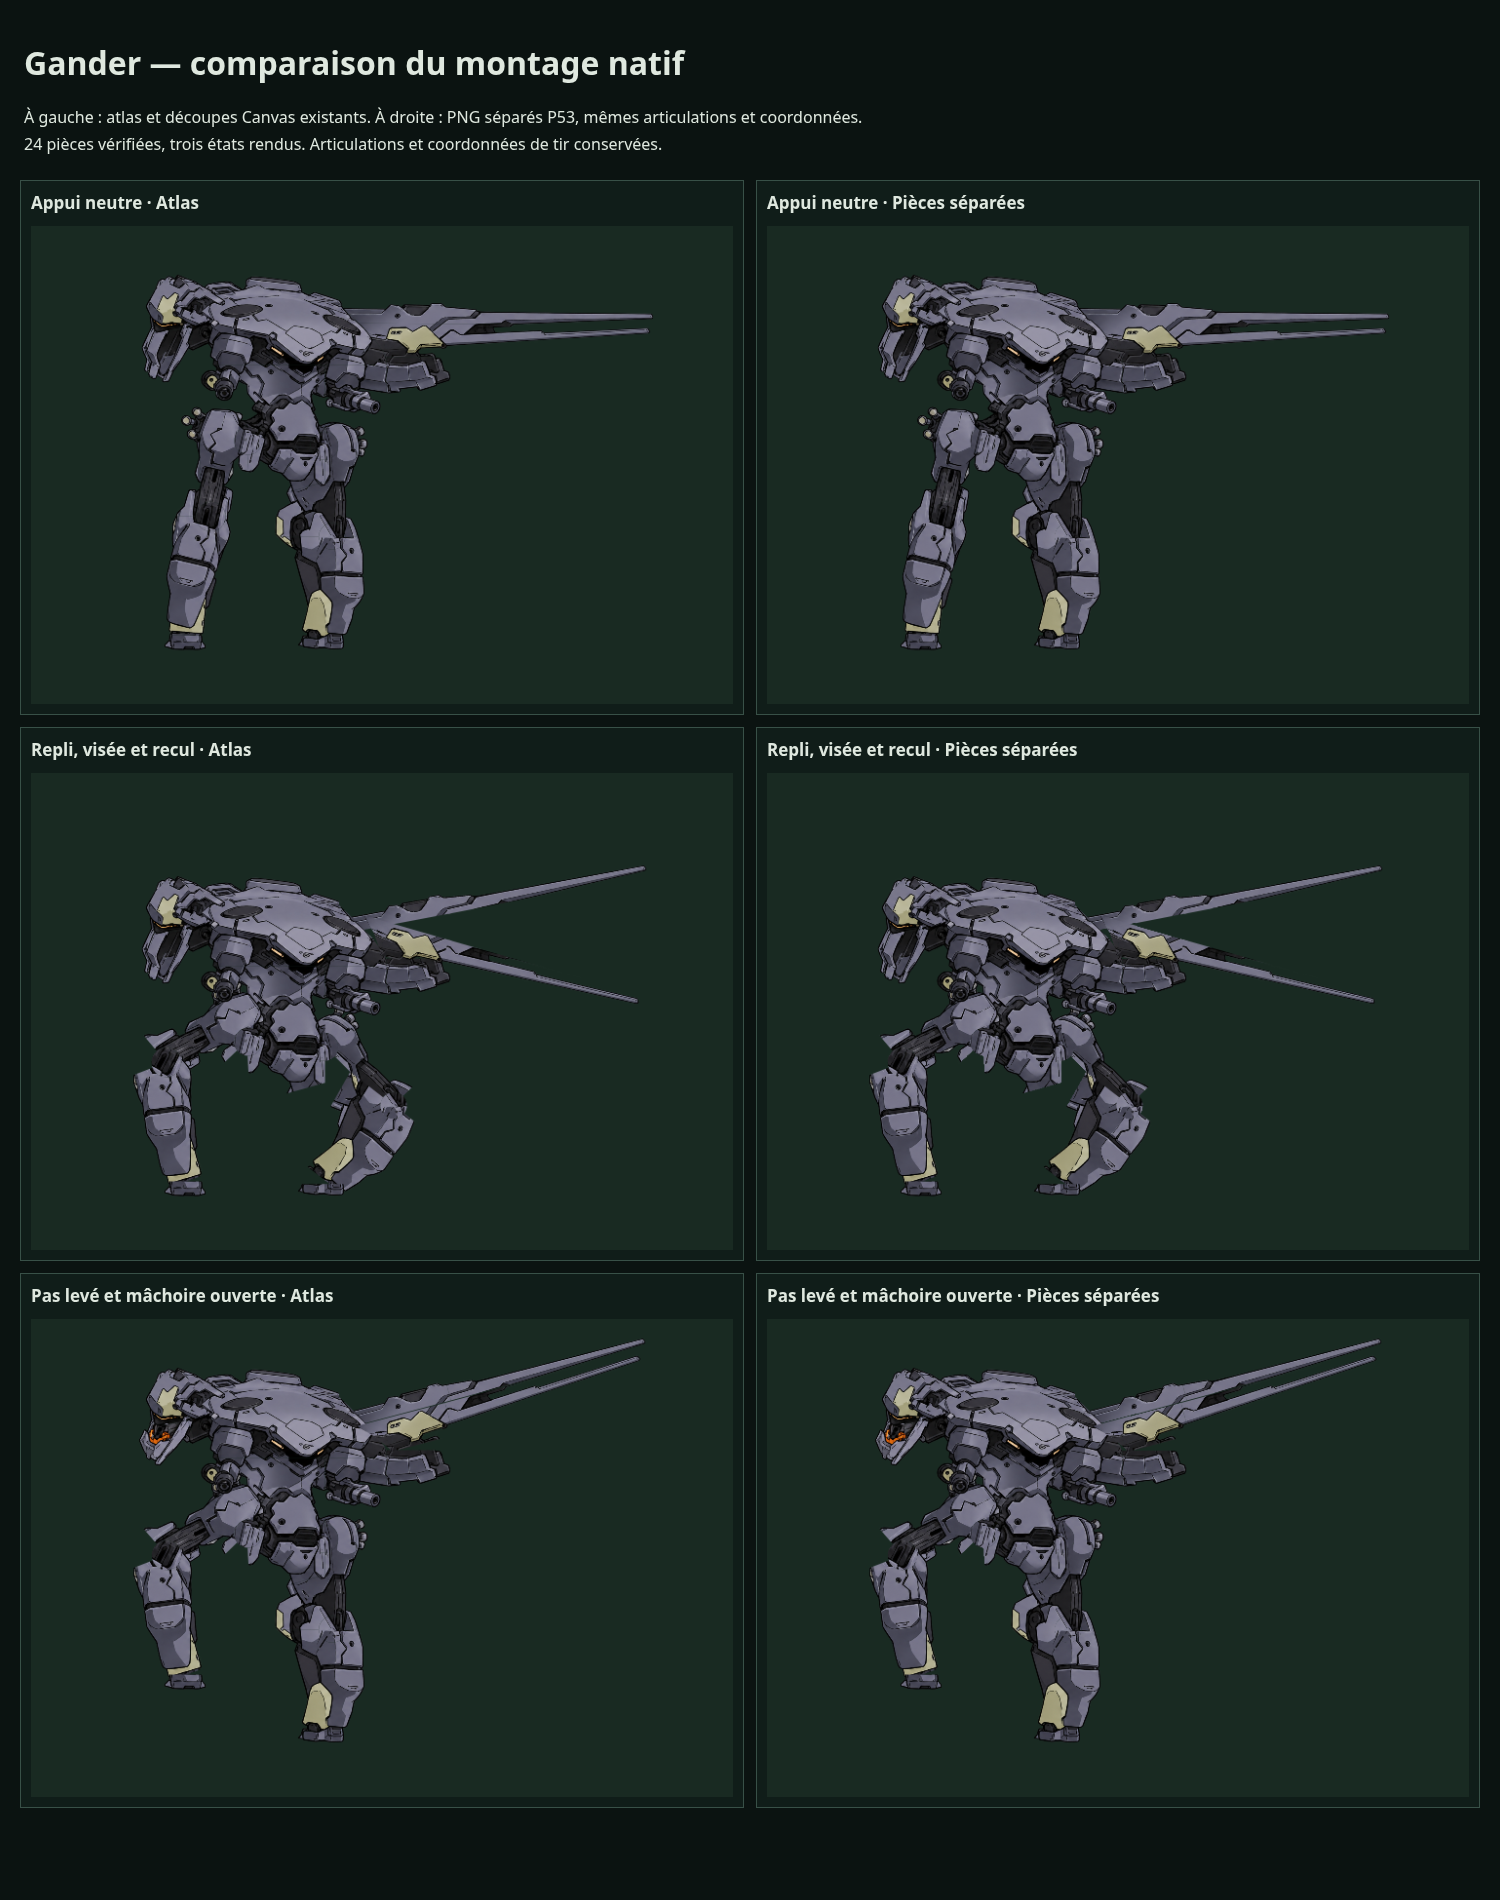 Gander — comparaison du montage natif
À gauche : atlas et découpes Canvas existants. À droite : PNG séparés P53, mêmes articulations et coordonnées.
24 pièces vérifiées, trois états rendus. Articulations et coordonnées de tir conservées.
Appui neutre · Atlas
Appui neutre · Pièces séparées
Repli, visée et recul · Atlas
Repli, visée et recul · Pièces séparées
Pas levé et mâchoire ouverte · Atlas
Pas levé et mâchoire ouverte · Pièces séparées